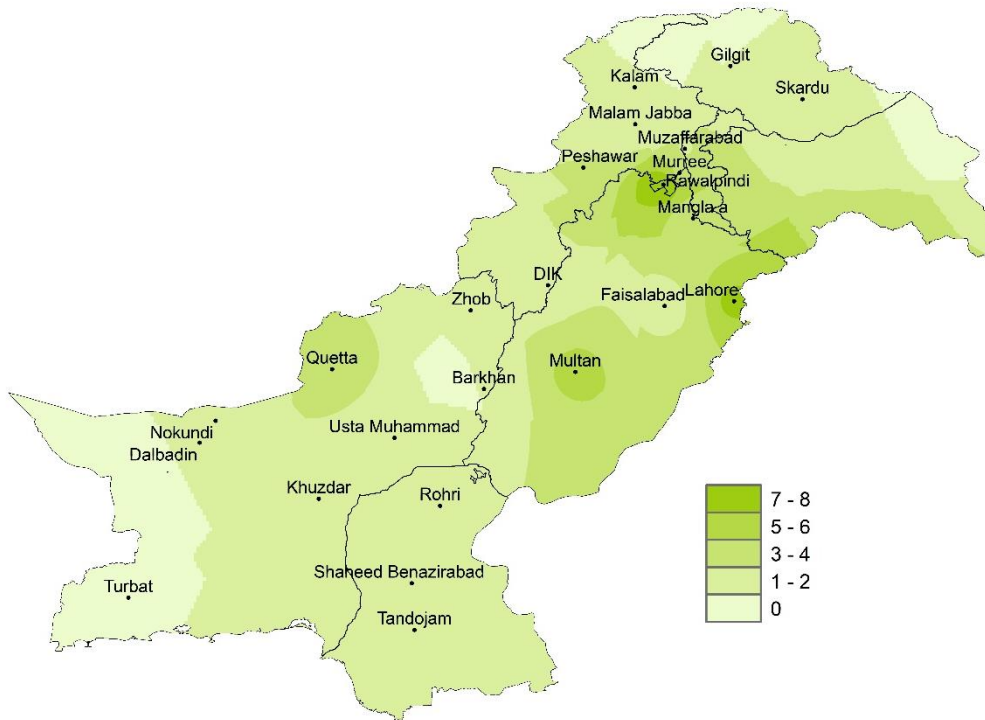 Gilgit
Kalam
Skardu
Malam Jabba
Muzaffarabad
Peshawar
Murree
Rawalpindi
Mangla a
DIK
Zhob
Faisalabad
Lahore
Quetta
Multan
Barkhan
Usta Muhammad
Nokundi
Dalbadin
Khuzdar
Rohri
Shaheed Benazirabad
Turbat
Tandojam
7 - 8
5 - 6
3 - 4
1 - 2
0